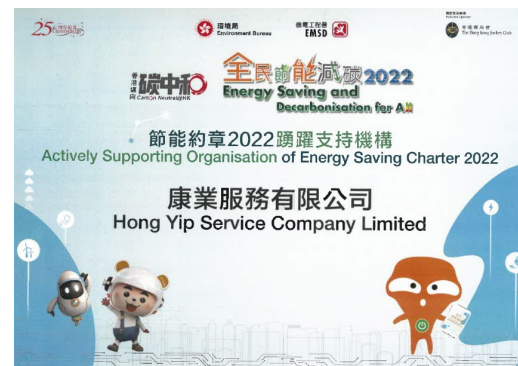 25
環境局
Environment Bureau
機電工程署
EMSD
香港賽馬會
The Hong Kong Jockey Club
香港邁向
碳中和
Carbon Neutral@HK
全民節能減碳2022
Energy Saving and
Decarbonisation for All
節能約章2022踴躍支持機構
Actively Supporting Organisation of Energy Saving Charter 2022
康業服務有限公司
Hong Yip Service Company Limited